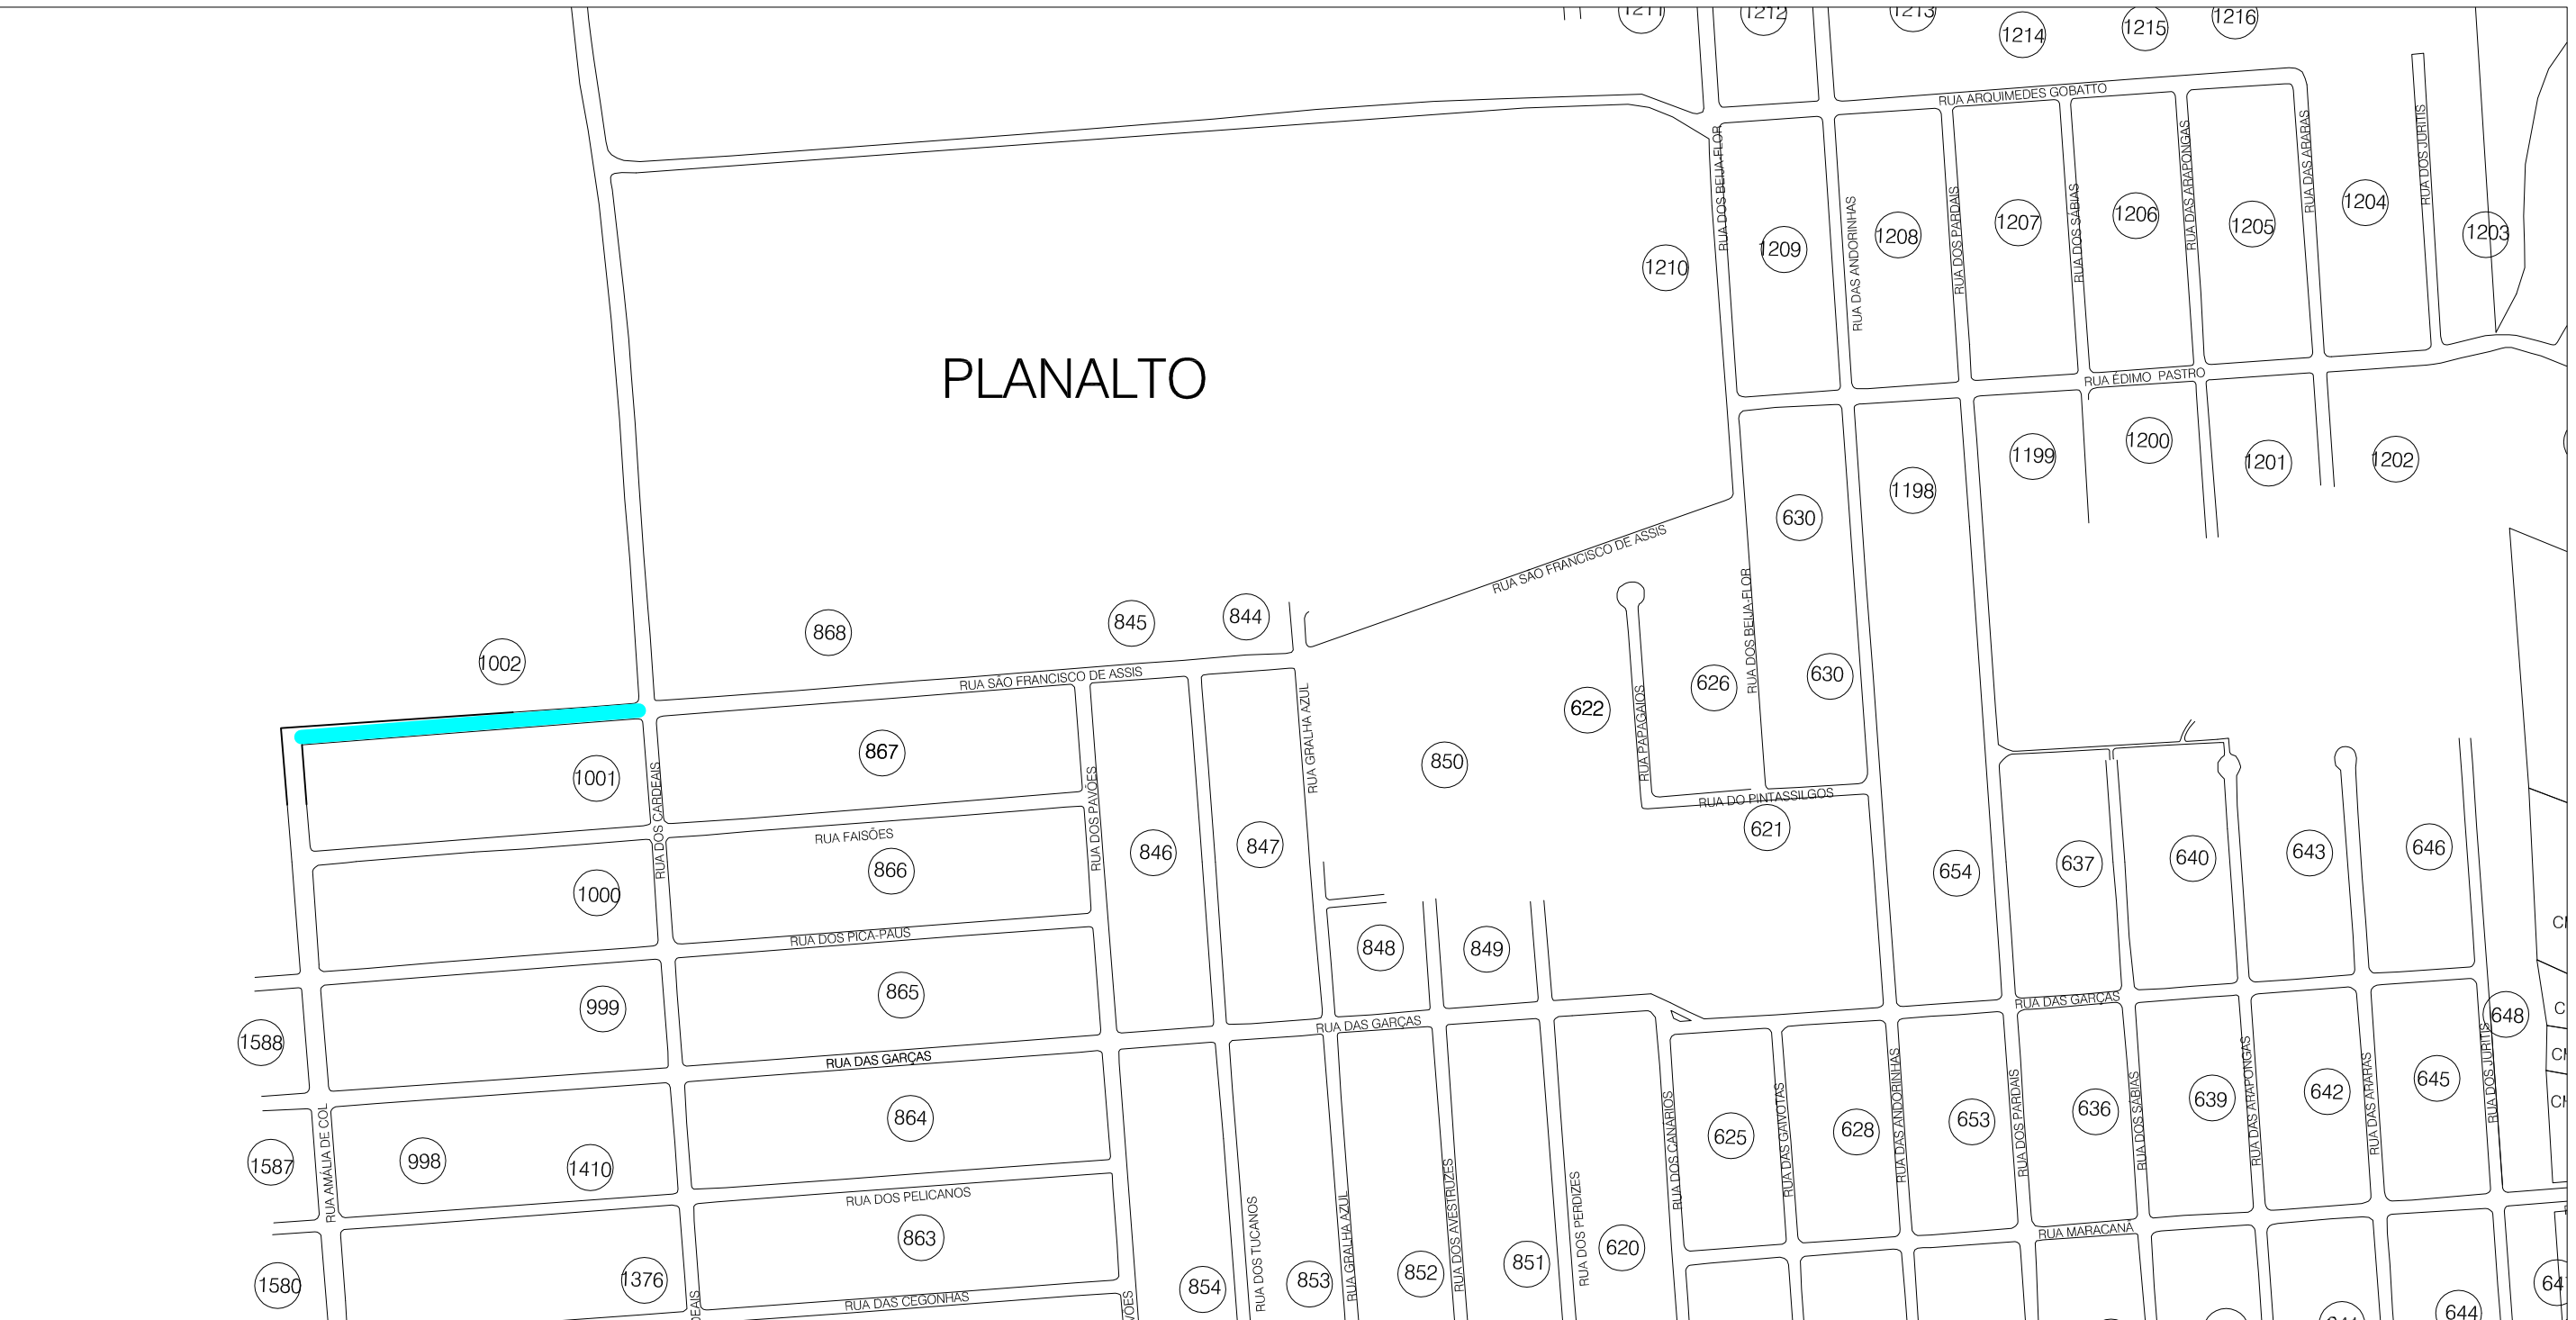 1211
1212
1213
1214
1215
1216
RUA ARQUIMEDES GOBATTO
RUA DOS BEIJA-FLOR
RUA DAS ANDORINHAS
RUA DOS PARDAIS
RUA DOS SÁBIAS
RUA DAS ARAPONGAS
RUA DAS ARARAS
RUA DOS JURITIS
1210
1209
1208
1207
1206
1205
1204
1203
PLANALTO
RUA ÉDIMO PASTRO
630
1198
1199
1200
1201
1202
RUA SÃO FRANCISCO DE ASSIS
1002
868
845
844
RUA SÃO FRANCISCO DE ASSIS
622
626
630
RUA DOS BEIJA-FLOR
RUA PAPAGAIOS
RUA GRALHA AZUL
850
1001
867
RUA DOS CARDEAIS
RUA DOS PAVÕES
RUA DO PINTASSILGOS
621
RUA FAISÕES
1000
866
846
847
654
637
640
643
646
RUA DOS PICA-PAUS
848
849
999
865
RUA DAS GARÇAS
648
1588
RUA DAS GARÇAS
RUA DAS GARÇAS
998
1410
864
1587
RUA AMÁLIA DE COL
RUA DOS CANÁRIOS
625
RUA DAS GAIVOTAS
628
RUA DAS ANDORINHAS
653
RUA DOS PARDAIS
636
RUA DOS SÁBIAS
639
RUA DAS ARAPONGAS
642
RUA DAS ARARAS
645
RUA DOS JURITIS
RUA DOS PELICANOS
RUA MARACANÃ
863
1580
1376
RUA DAS CEGONHAS
854
RUA DOS TUCANOS
853
RUA GRALHA AZUL
852
RUA DOS AVESTRUZES
851
RUA DOS PERDIZES
620
644